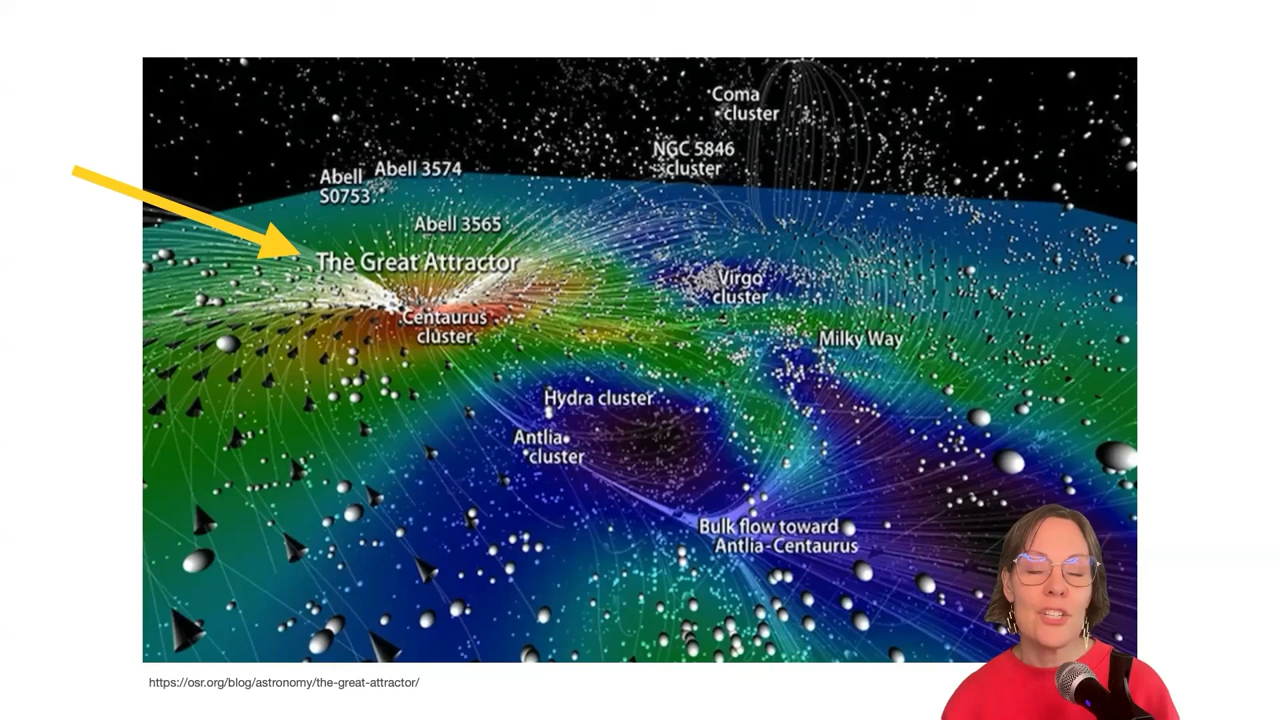 Coma
cluster
NGC 5846
cluster
Abell 3574
Abell
S0753
Abell 3565
The Great Attractor
Virgo
cluster
Centaurus
cluster
Milky Way
Hydra cluster
Antlia
cluster
Bulk flow toward
Antlia-Centaurus
https://osr.org/blog/astronomy/the-great-attractor/